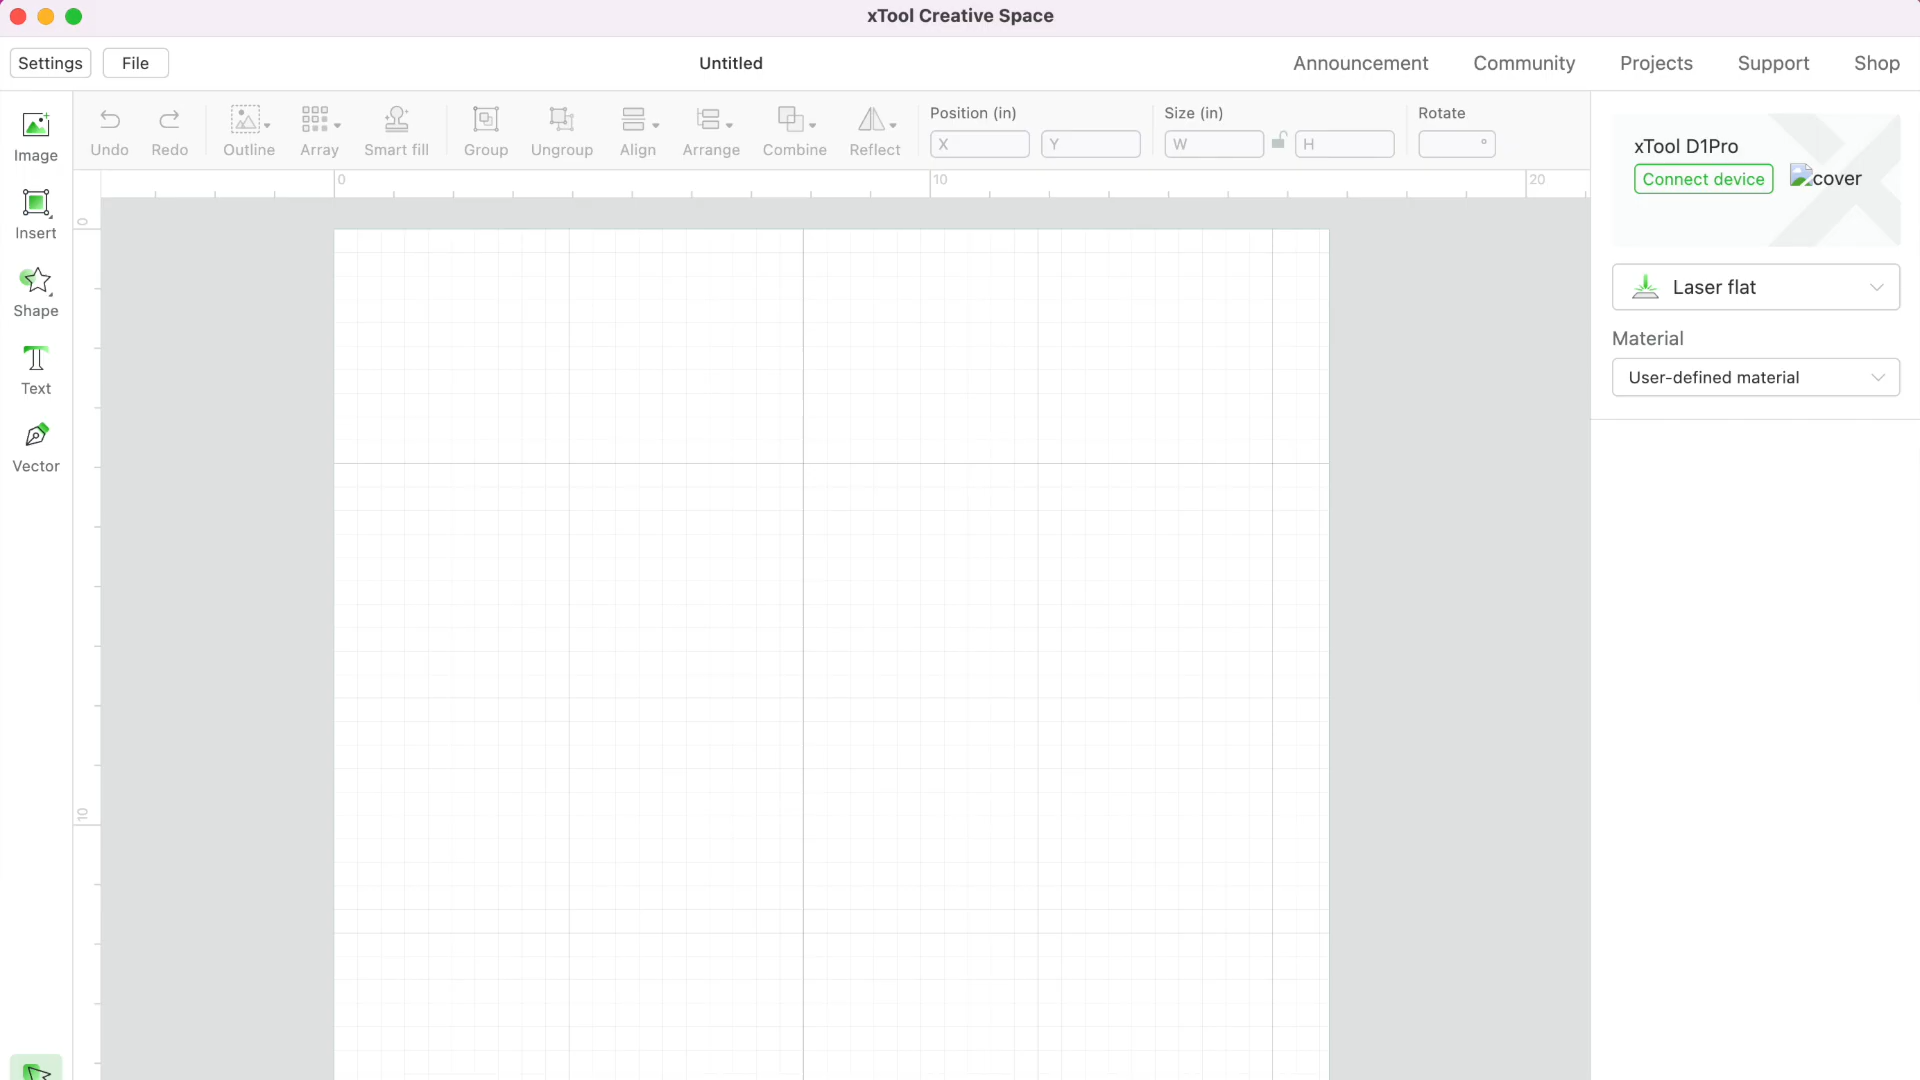 xTool Creative Space
Settings File Untitled Announcement Community Projects Support Shop
Image
Insert
Shape
Text
Vector
Undo Redo Outline Array Smart fill Group Ungroup Align Arrange Combine Reflect
Position (in) Size (in) Rotate
X Y W H °
0 10 20
0
10
xTool D1Pro
Connect device cover
Laser flat
Material
User-defined material